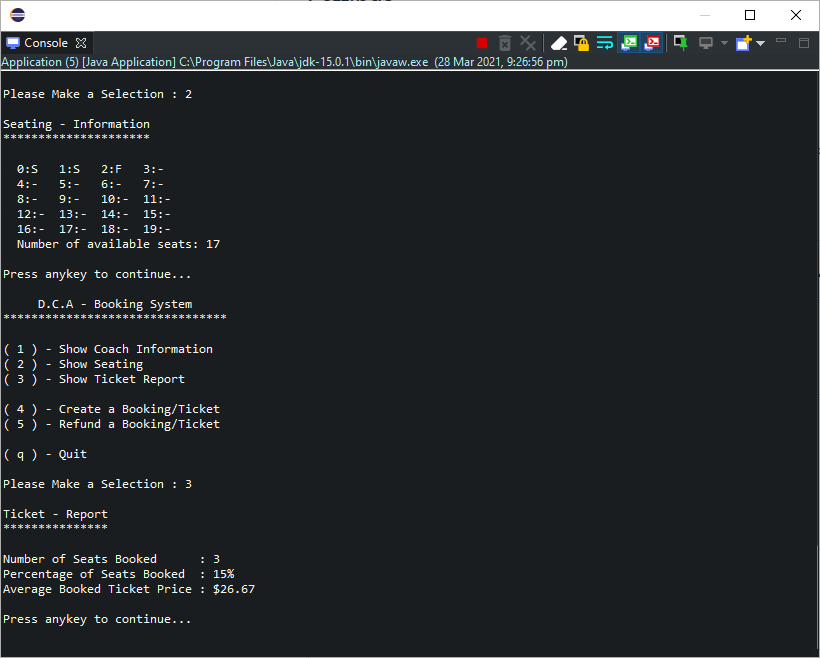 Console
Application (5) [Java Application] C:\Program Files\Java\jdk-15.0.1\bin\javaw.exe (28 Mar 2021, 9:26:56 pm)
Please Make a Selection : 2
Seating - Information
*********************
0:S 1:S 2:F 3:-
4:- 5:- 6:- 7:-
8:- 9:- 10:- 11:-
12:- 13:- 14:- 15:-
16:- 17:- 18:- 19:-
Number of available seats: 17
Press anykey to continue...
D.C.A - Booking System
********************************
( 1 ) - Show Coach Information
( 2 ) - Show Seating
( 3 ) - Show Ticket Report
( 4 ) - Create a Booking/Ticket
( 5 ) - Refund a Booking/Ticket
( q ) - Quit
Please Make a Selection : 3
Ticket - Report
***************
Number of Seats Booked : 3
Percentage of Seats Booked : 15%
Average Booked Ticket Price : $26.67
Press anykey to continue...